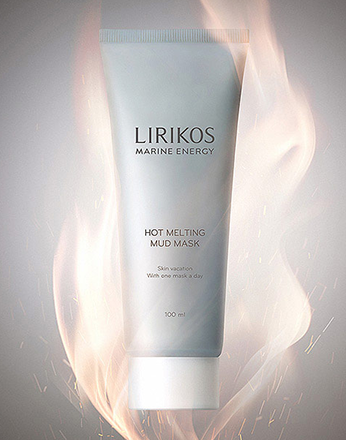 LIRIKOS
MARINE ENERGY
HOT MELTING
MUD MASK
Skin vacation
With one mask a day
100 ml